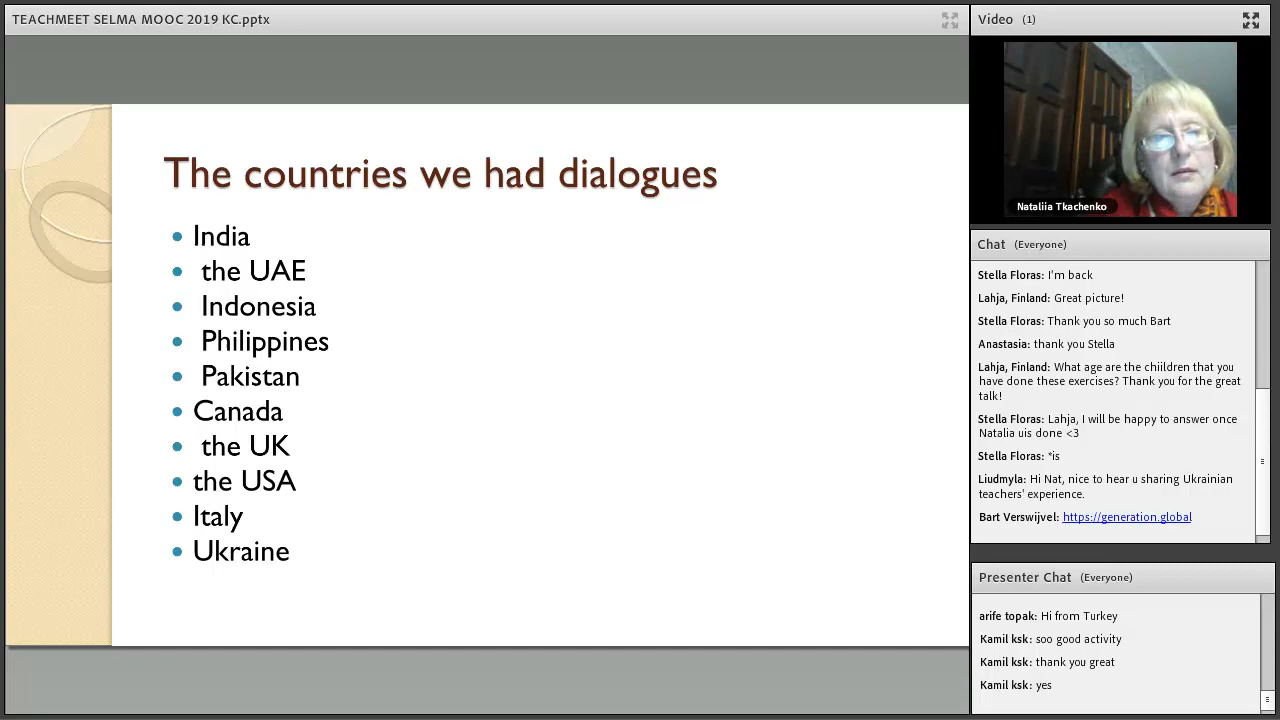 TEACHMEET SELMA MOOC 2019 KC.pptx
The countries we had dialogues
India
the UAE
Indonesia
Philippines
Pakistan
Canada
the UK
the USA
Italy
Ukraine
Video (1)
Nataliia Tkachenko
Chat (Everyone)
Stella Floras: I'm back
Lahja, Finland: Great picture!
Stella Floras: Thank you so much Bart
Anastasia: thank you Stella
Lahja, Finland: What age are the chiildren that you
have done these exercises? Thank you for the great
talk!
Stella Floras: Lahja, I will be happy to answer once
Natalia uis done <3
Stella Floras: *is
Liudmyla: Hi Nat, nice to hear u sharing Ukrainian
teachers' experience.
Bart Verswijvel: https://generation.global
Presenter Chat (Everyone)
arife topak: Hi from Turkey
Kamil ksk: soo good activity
Kamil ksk: thank you great
Kamil ksk: yes